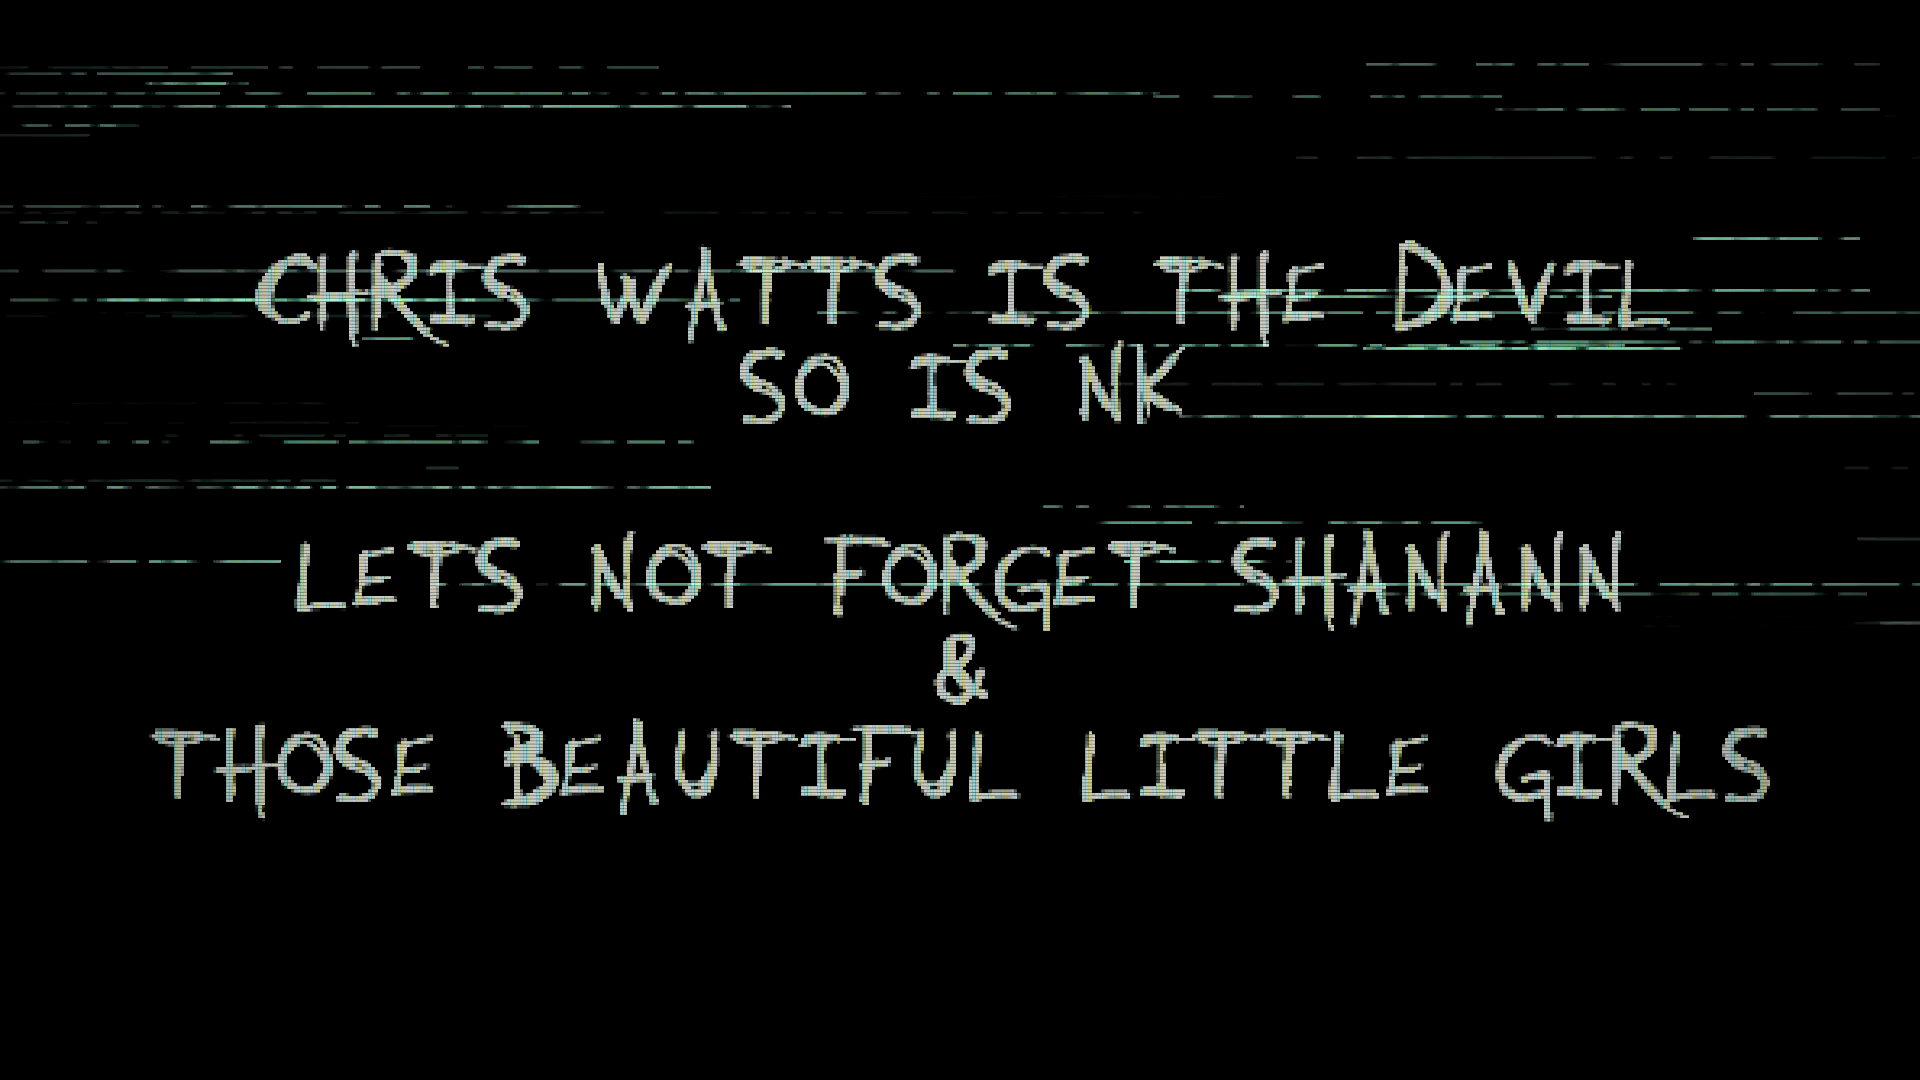 CHRIS WATTS IS THE DEVIL
SO IS NK
LETS NOT FORGET SHANANN
&
THOSE BEAUTIFUL LITTLE GIRLS